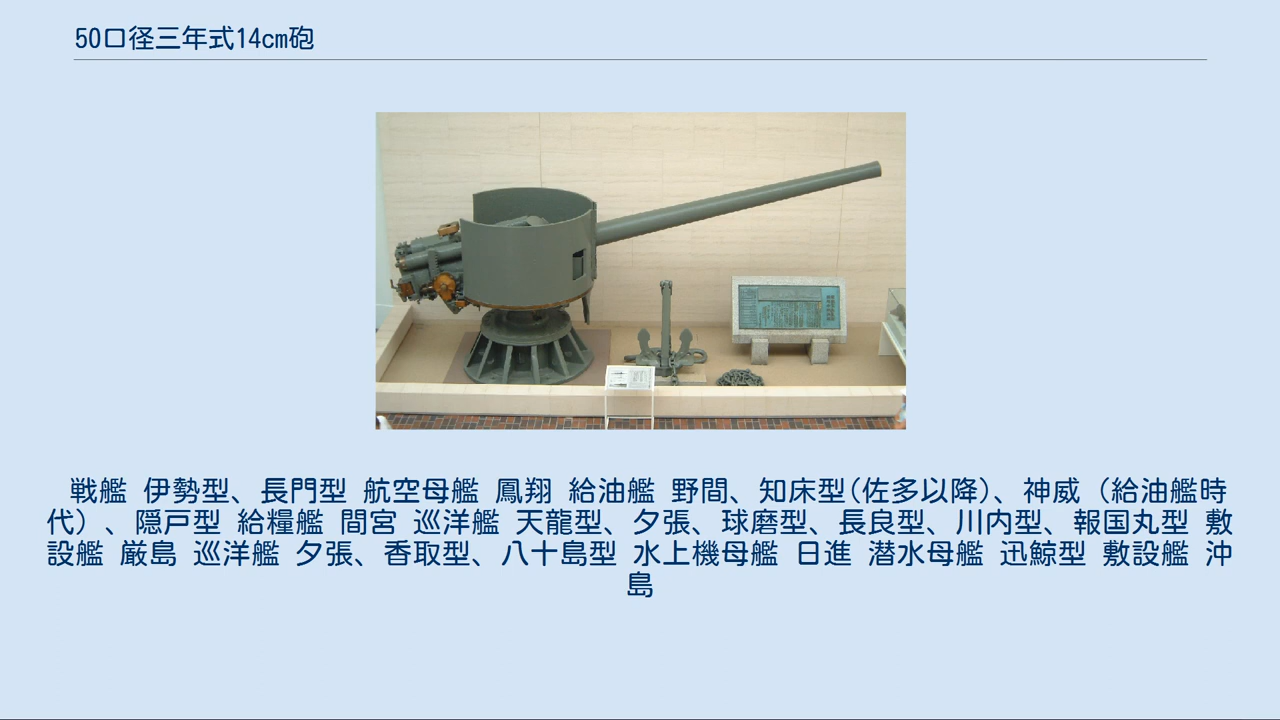 50口径三年式14cm砲
戦艦 伊勢型、長門型 航空母艦 鳳翔 給油艦 野間、知床型(佐多以降)、神威（給油艦時
代）、隠戸型 給糧艦 間宮 巡洋艦 天龍型、夕張、球磨型、長良型、川内型、報国丸型 敷
設艦 厳島 巡洋艦 夕張、香取型、八十島型 水上機母艦 日進 潜水母艦 迅鯨型 敷設艦 沖
島